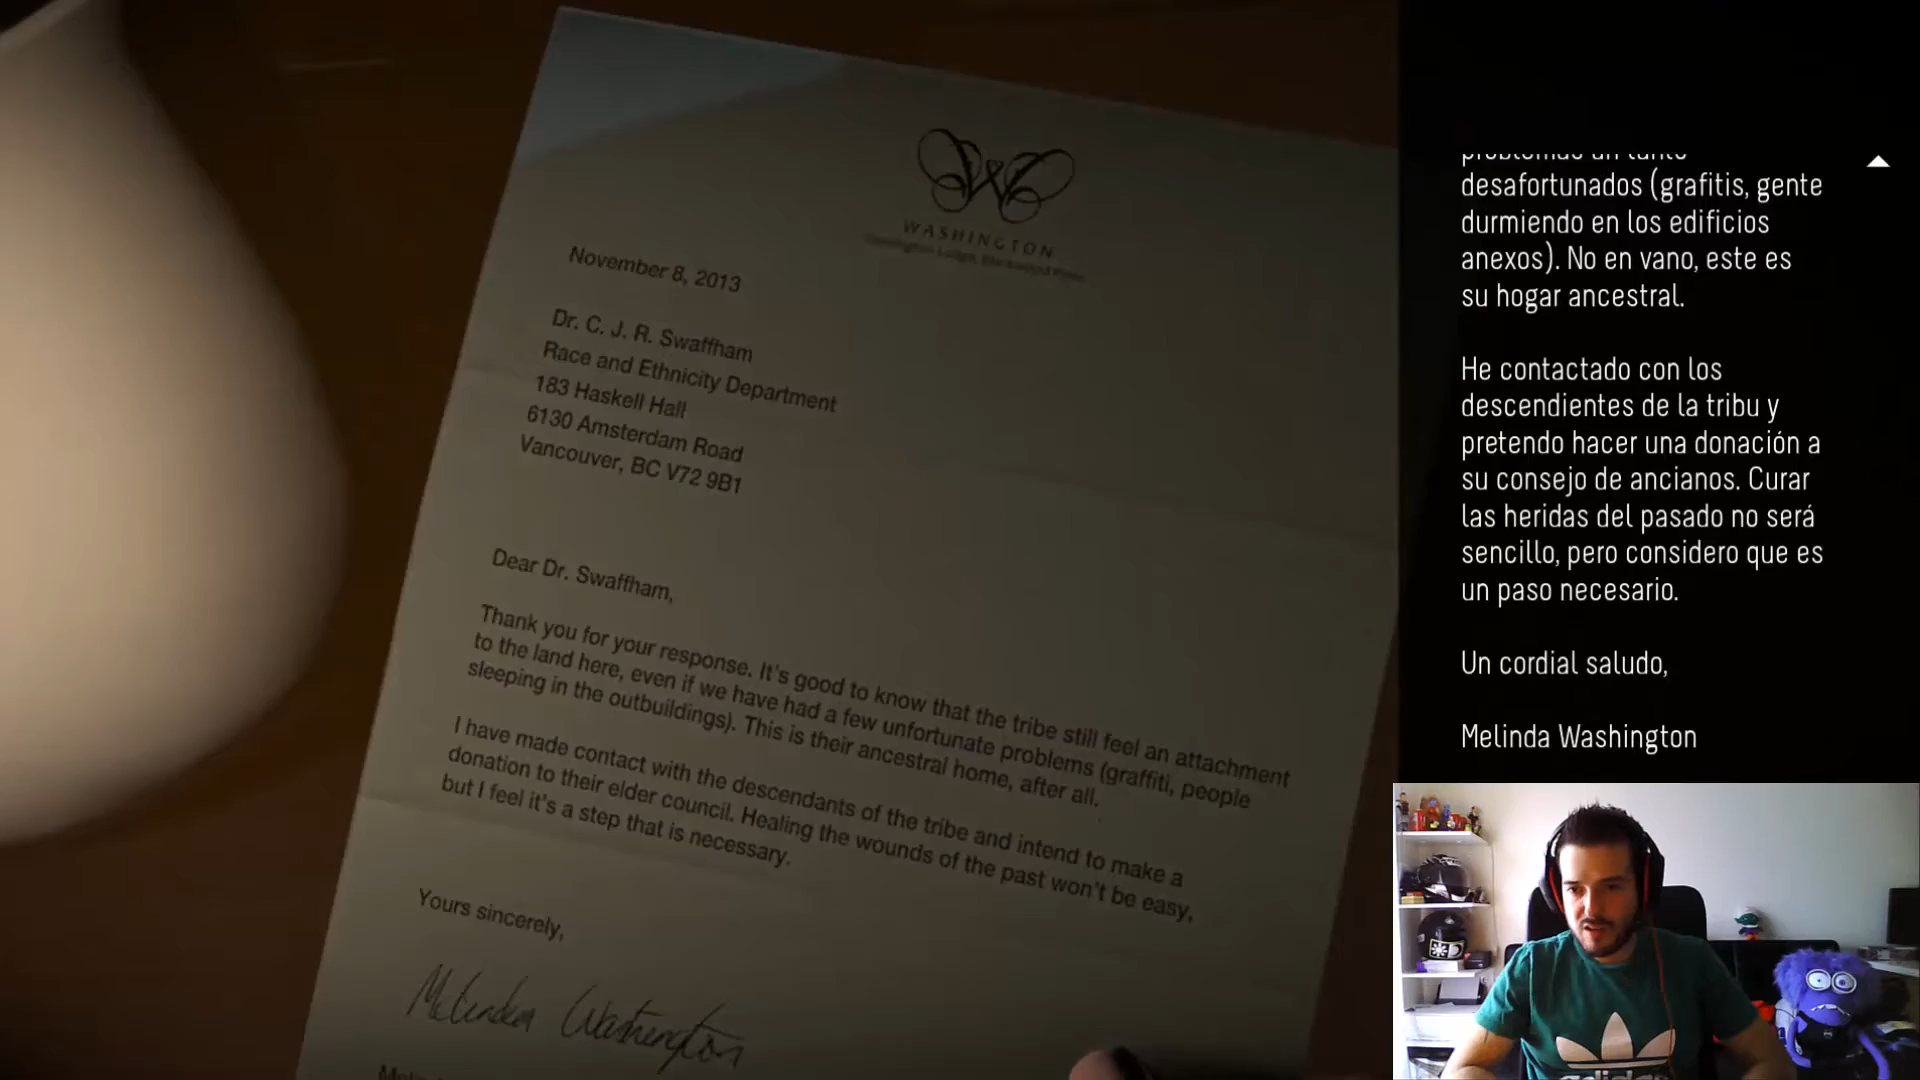 WASHINGTON
November 8, 2013
Dr. C. J. R. Swaffham
Race and Ethnicity Department
183 Haskell Hall
6130 Amsterdam Road
Vancouver, BC V72 9B1
Dear Dr. Swaffham,
Thank you for your response. It's good to know that the tribe still feel an attachment
to the land here, even if we have had a few unfortunate problems (graffiti, people
sleeping in the outbuildings). This is their ancestral home, after all.
I have made contact with the descendants of the tribe and intend to make a
donation to their elder council. Healing the wounds of the past won't be easy,
but I feel it's a step that is necessary.
Yours sincerely,
Melinda Washington
desafortunados (grafitis, gente
durmiendo en los edificios
anexos). No en vano, este es
su hogar ancestral.
He contactado con los
descendientes de la tribu y
pretendo hacer una donación a
su consejo de ancianos. Curar
las heridas del pasado no será
sencillo, pero considero que es
un paso necesario.
Un cordial saludo,
Melinda Washington
adidas